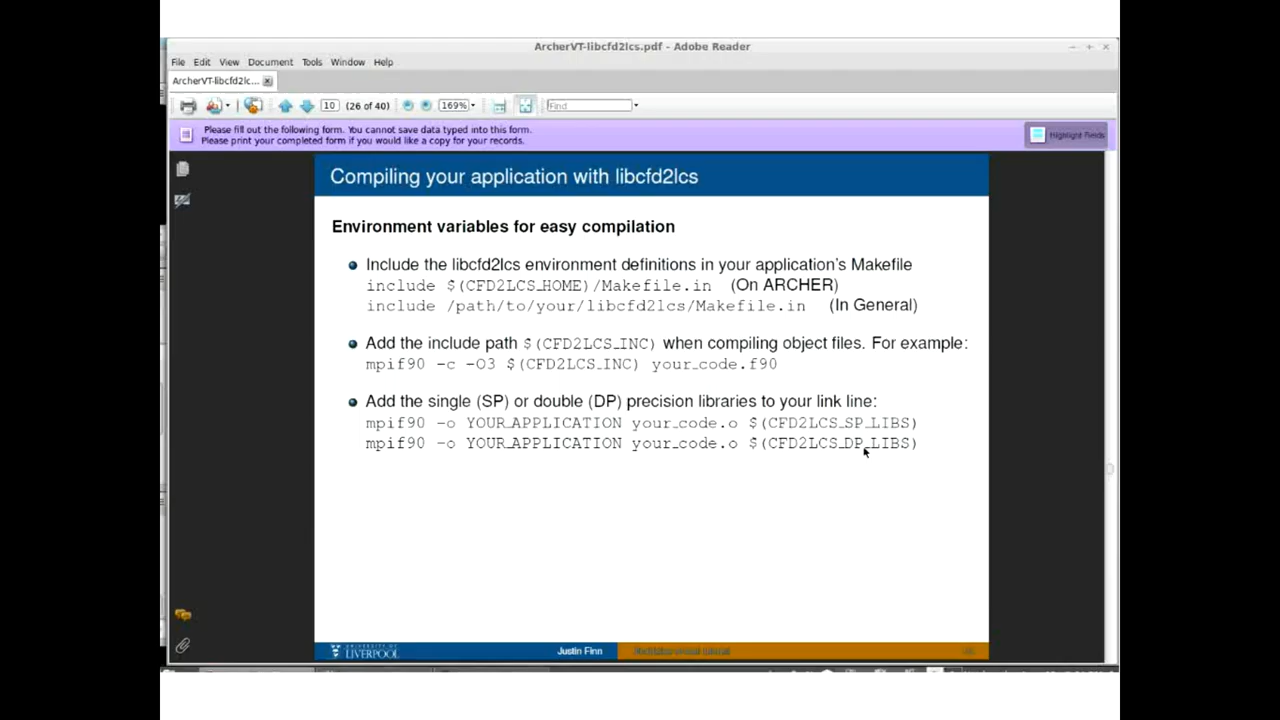 ArcherVT-libcfd2lcs.pdf - Adobe Reader
File Edit View Document Tools Window Help
ArcherVT-libcfd2lc...
10 (26 of 40) 169% Find
Please fill out the following form. You cannot save data typed into this form.
Please print your completed form if you would like a copy for your records.
Highlight Fields
Compiling your application with libcfd2lcs
Environment variables for easy compilation
Include the libcfd2lcs environment definitions in your application's Makefile
include $(CFD2LCS_HOME)/Makefile.in (On ARCHER)
include /path/to/your/libcfd2lcs/Makefile.in (In General)
Add the include path $(CFD2LCS_INC) when compiling object files. For example:
mpif90 -c -O3 $(CFD2LCS_INC) your_code.f90
Add the single (SP) or double (DP) precision libraries to your link line:
mpif90 -o YOUR_APPLICATION your_code.o $(CFD2LCS_SP_LIBS)
mpif90 -o YOUR_APPLICATION your_code.o $(CFD2LCS_DP_LIBS)
UNIVERSITY OF
LIVERPOOL
Justin Finn